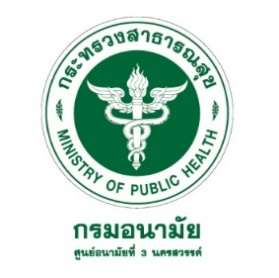 กระทรวงสาธารณสุข
MINISTRY OF PUBLIC HEALTH
กรมอนามัย
ศูนย์อนามัยที่ 3 นครสวรรค์